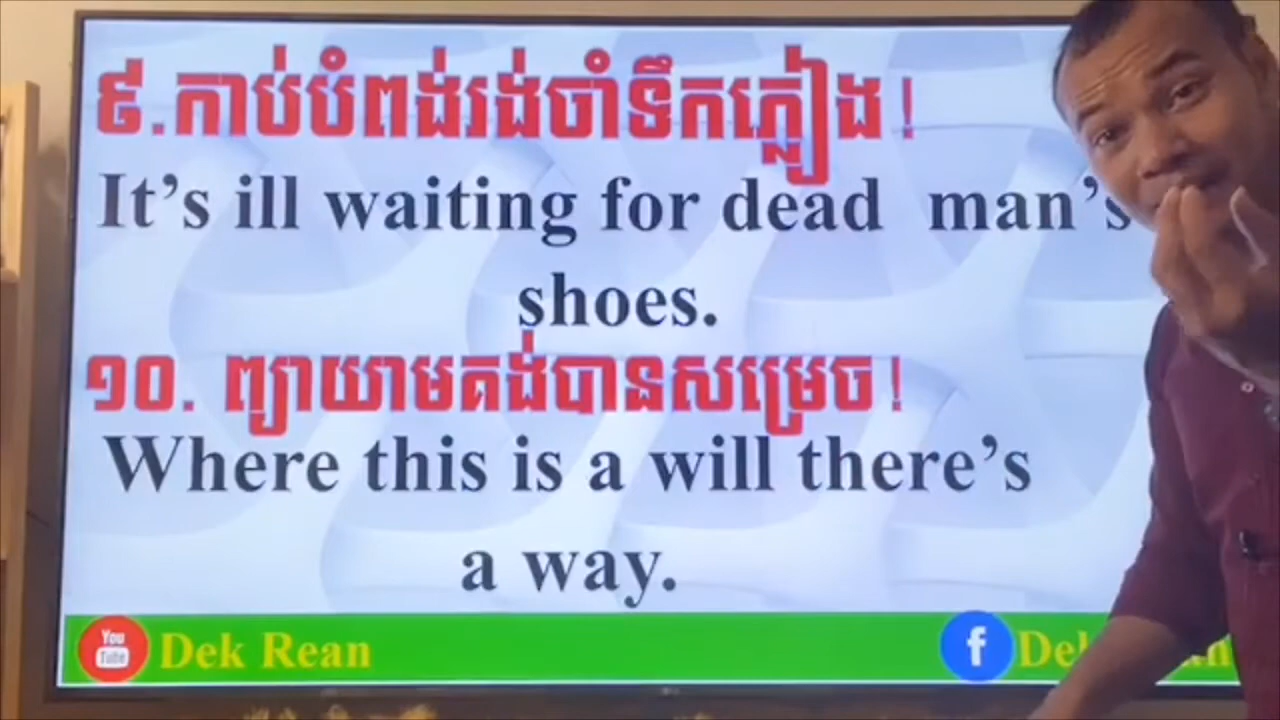 ៩.កាប់បំពង់រង់ចាំទឹកភ្លៀង!
It’s ill waiting for dead man’s
shoes.
១០. ព្យាយាមគង់បានសម្រេច!
Where this is a will there’s
a way.
You Tube Dek Rean f